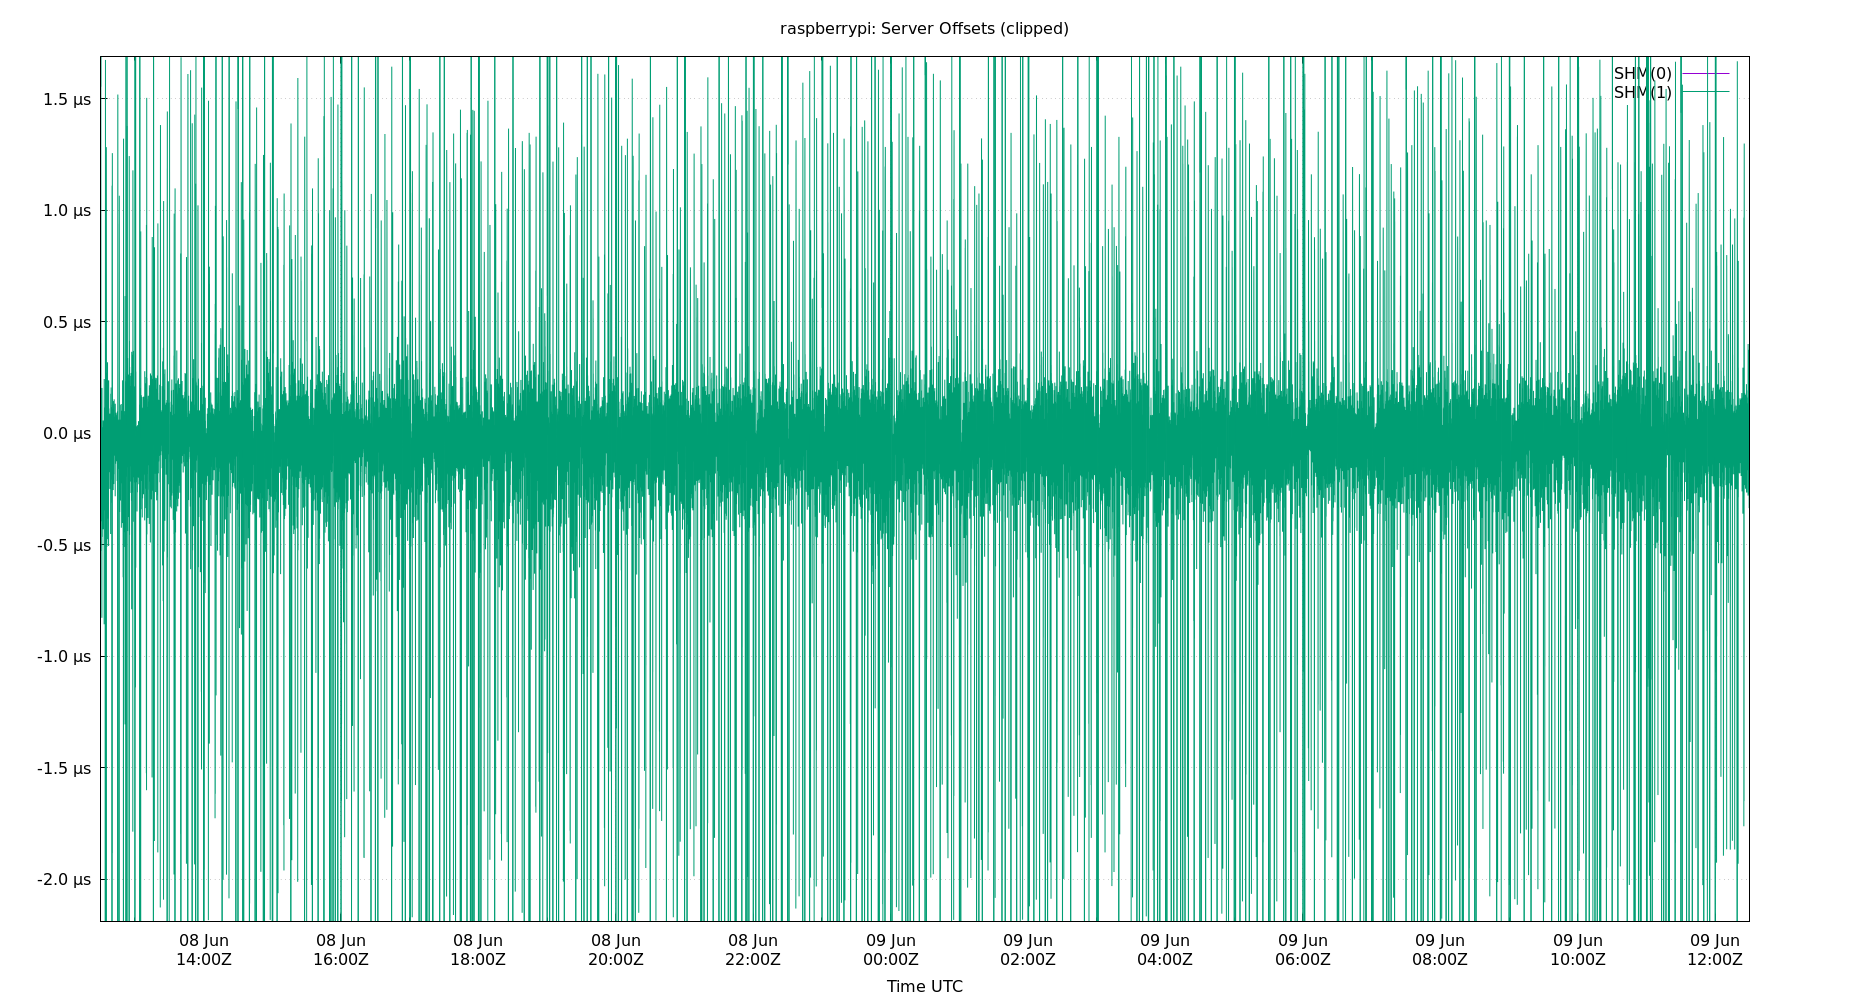 raspberrypi: Server Offsets (clipped)
SHM(0)
SHM(1)
1.5 µs
1.0 µs
0.5 µs
0.0 µs
-0.5 µs
-1.0 µs
-1.5 µs
-2.0 µs
08 Jun 08 Jun 08 Jun 08 Jun 08 Jun 09 Jun 09 Jun 09 Jun 09 Jun 09 Jun 09 Jun 09 Jun
14:00Z 16:00Z 18:00Z 20:00Z 22:00Z 00:00Z 02:00Z 04:00Z 06:00Z 08:00Z 10:00Z 12:00Z
Time UTC